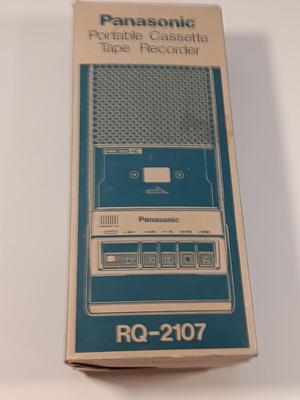 Panasonic
Portable Cassette
Tape Recorder
Panasonic
RQ-2107